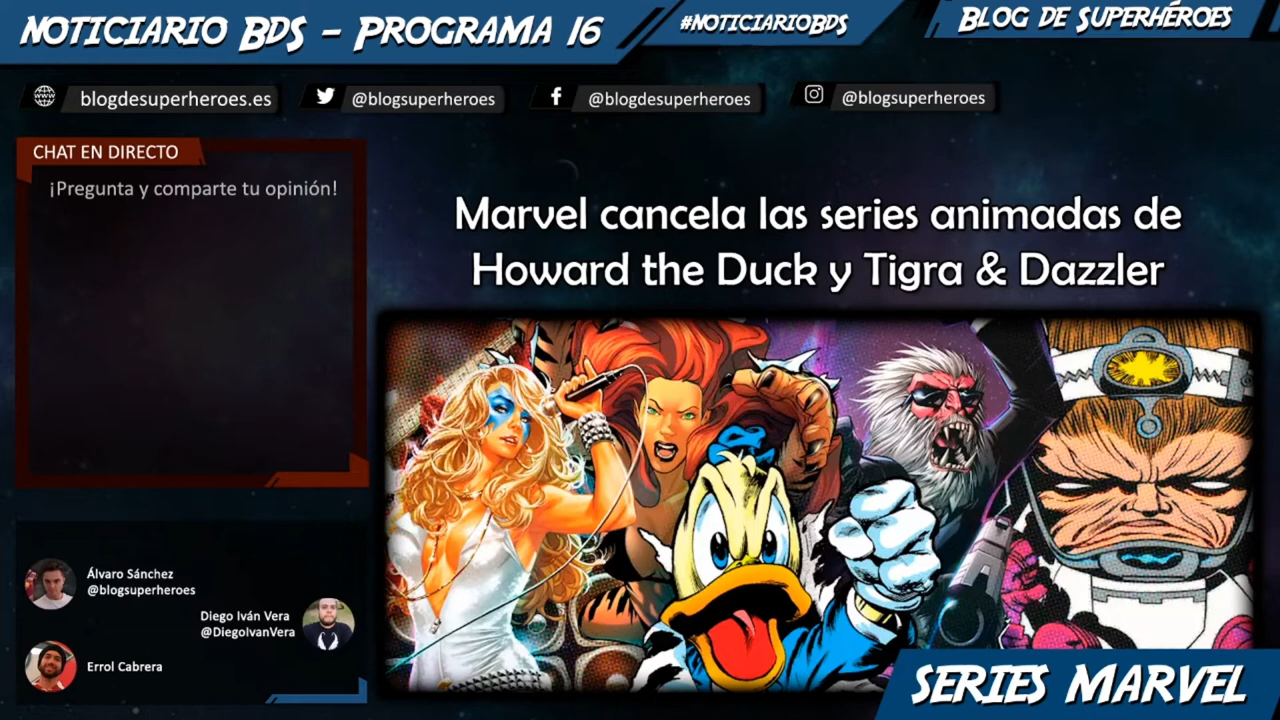 NOTICIARIO BDS - PROGRAMA 16
#NOTICIARIOBDS
BLOG DE SUPERHÉROES
www
blogdesuperheroes.es
@blogsuperheroes
@blogdesuperheroes
@blogsuperheroes
CHAT EN DIRECTO
¡Pregunta y comparte tu opinión!
Marvel cancela las series animadas de
Howard the Duck y Tigra & Dazzler
Álvaro Sánchez
@blogsuperheroes
Diego Iván Vera
@DiegoIvanVera
Errol Cabrera
SERIES MARVEL